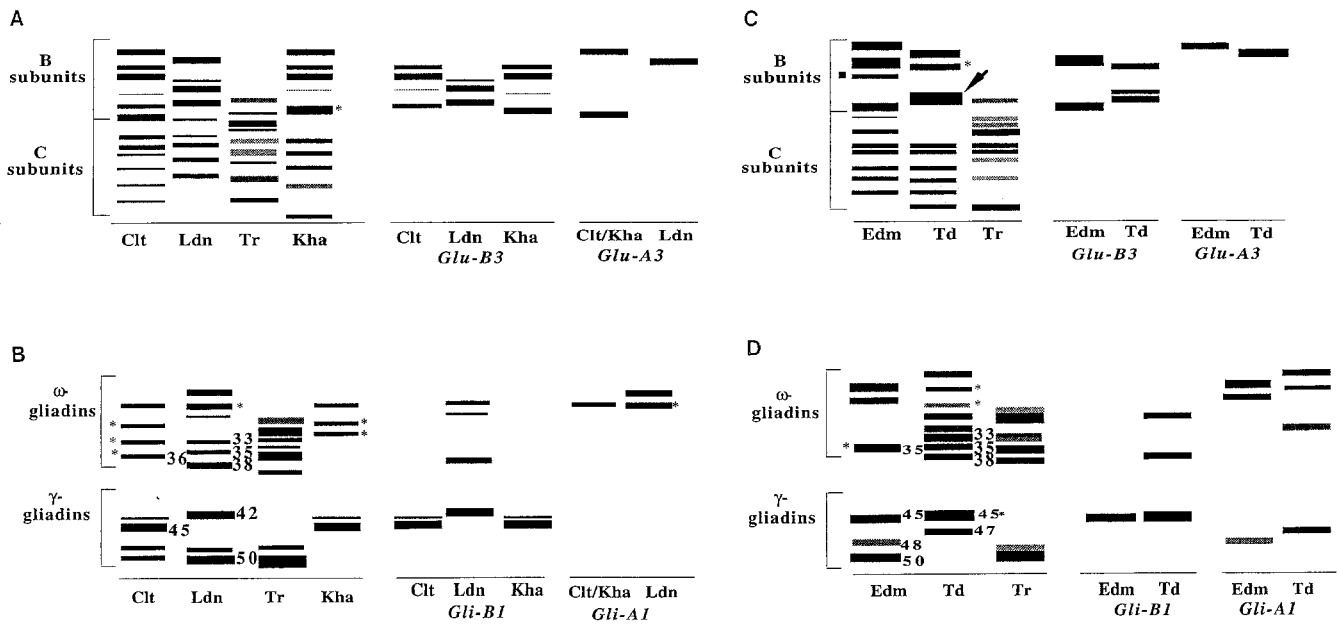 A
B
subunits
C
subunits
*
Clt Ldn Tr Kha
Clt Ldn Kha
Glu-B3
Clt/Kha Ldn
Glu-A3
C
B
subunits
C
subunits
*
Edm Td Tr
Edm Td
Glu-B3
Edm Td
Glu-A3
B
ω-
gliadins
γ-
gliadins
*
*
*
*
36
33
35
38
*
*
45
42
50
*
Clt Ldn Tr Kha
Clt Ldn Kha
Gli-B1
Clt/Kha Ldn
Gli-A1
D
ω-
gliadins
γ-
gliadins
*
35
*
*
33
35
38
45
48
50
45*
47
Edm Td Tr
Edm Td
Gli-B1
Edm Td
Gli-A1